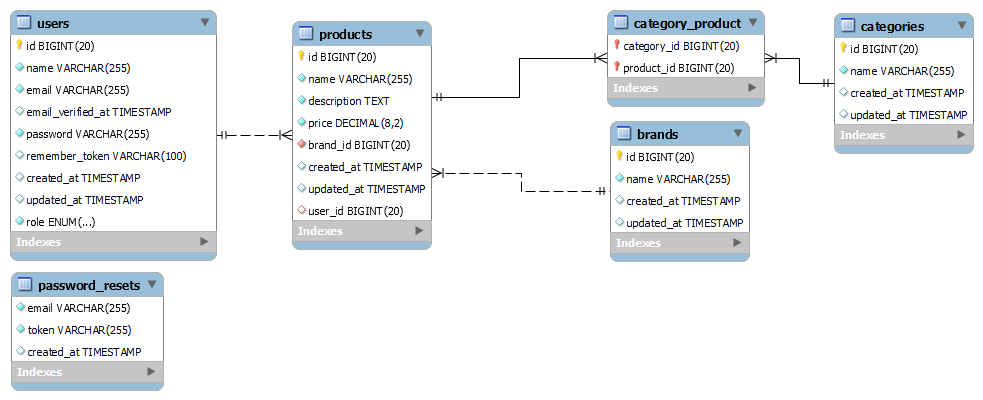 users
id BIGINT(20)
name VARCHAR(255)
email VARCHAR(255)
email_verified_at TIMESTAMP
password VARCHAR(255)
remember_token VARCHAR(100)
created_at TIMESTAMP
updated_at TIMESTAMP
role ENUM(...)
Indexes
password_resets
email VARCHAR(255)
token VARCHAR(255)
created_at TIMESTAMP
Indexes
products
id BIGINT(20)
name VARCHAR(255)
description TEXT
price DECIMAL(8,2)
brand_id BIGINT(20)
created_at TIMESTAMP
updated_at TIMESTAMP
user_id BIGINT(20)
Indexes
category_product
category_id BIGINT(20)
product_id BIGINT(20)
Indexes
brands
id BIGINT(20)
name VARCHAR(255)
created_at TIMESTAMP
updated_at TIMESTAMP
Indexes
categories
id BIGINT(20)
name VARCHAR(255)
created_at TIMESTAMP
updated_at TIMESTAMP
Indexes